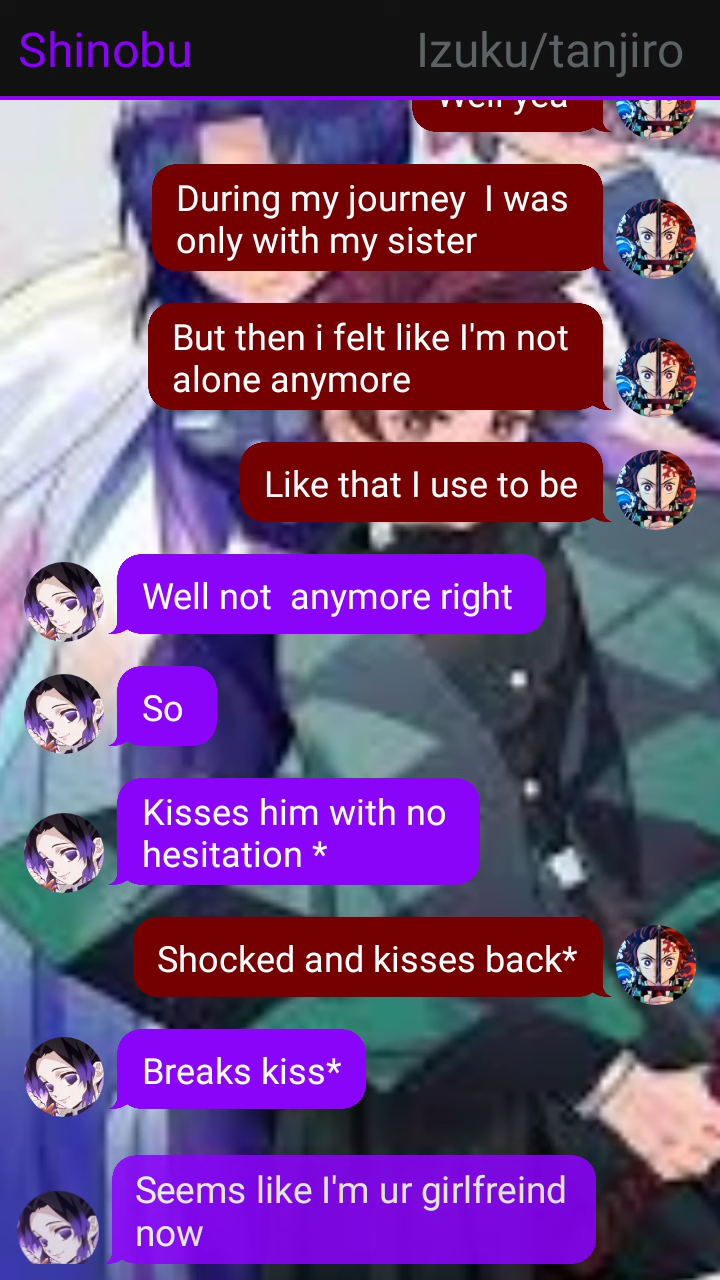 Shinobu
Izuku/tanjiro
Well yea
During my journey  I was
only with my sister
But then i felt like I'm not
alone anymore
Like that I use to be
Well not  anymore right
So
Kisses him with no
hesitation *
Shocked and kisses back*
Breaks kiss*
Seems like I'm ur girlfreind
now